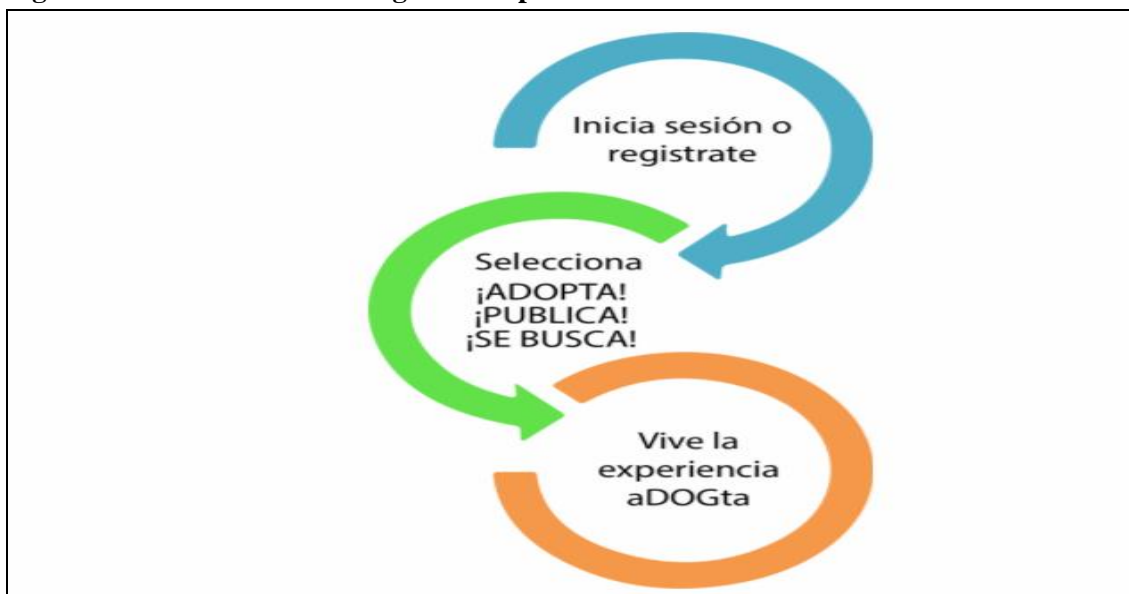 Inicia sesión o
registrate
Selecciona
¡ADOPTA!
¡PUBLICA!
¡SE BUSCA!
Vive la
experiencia
aDOGta